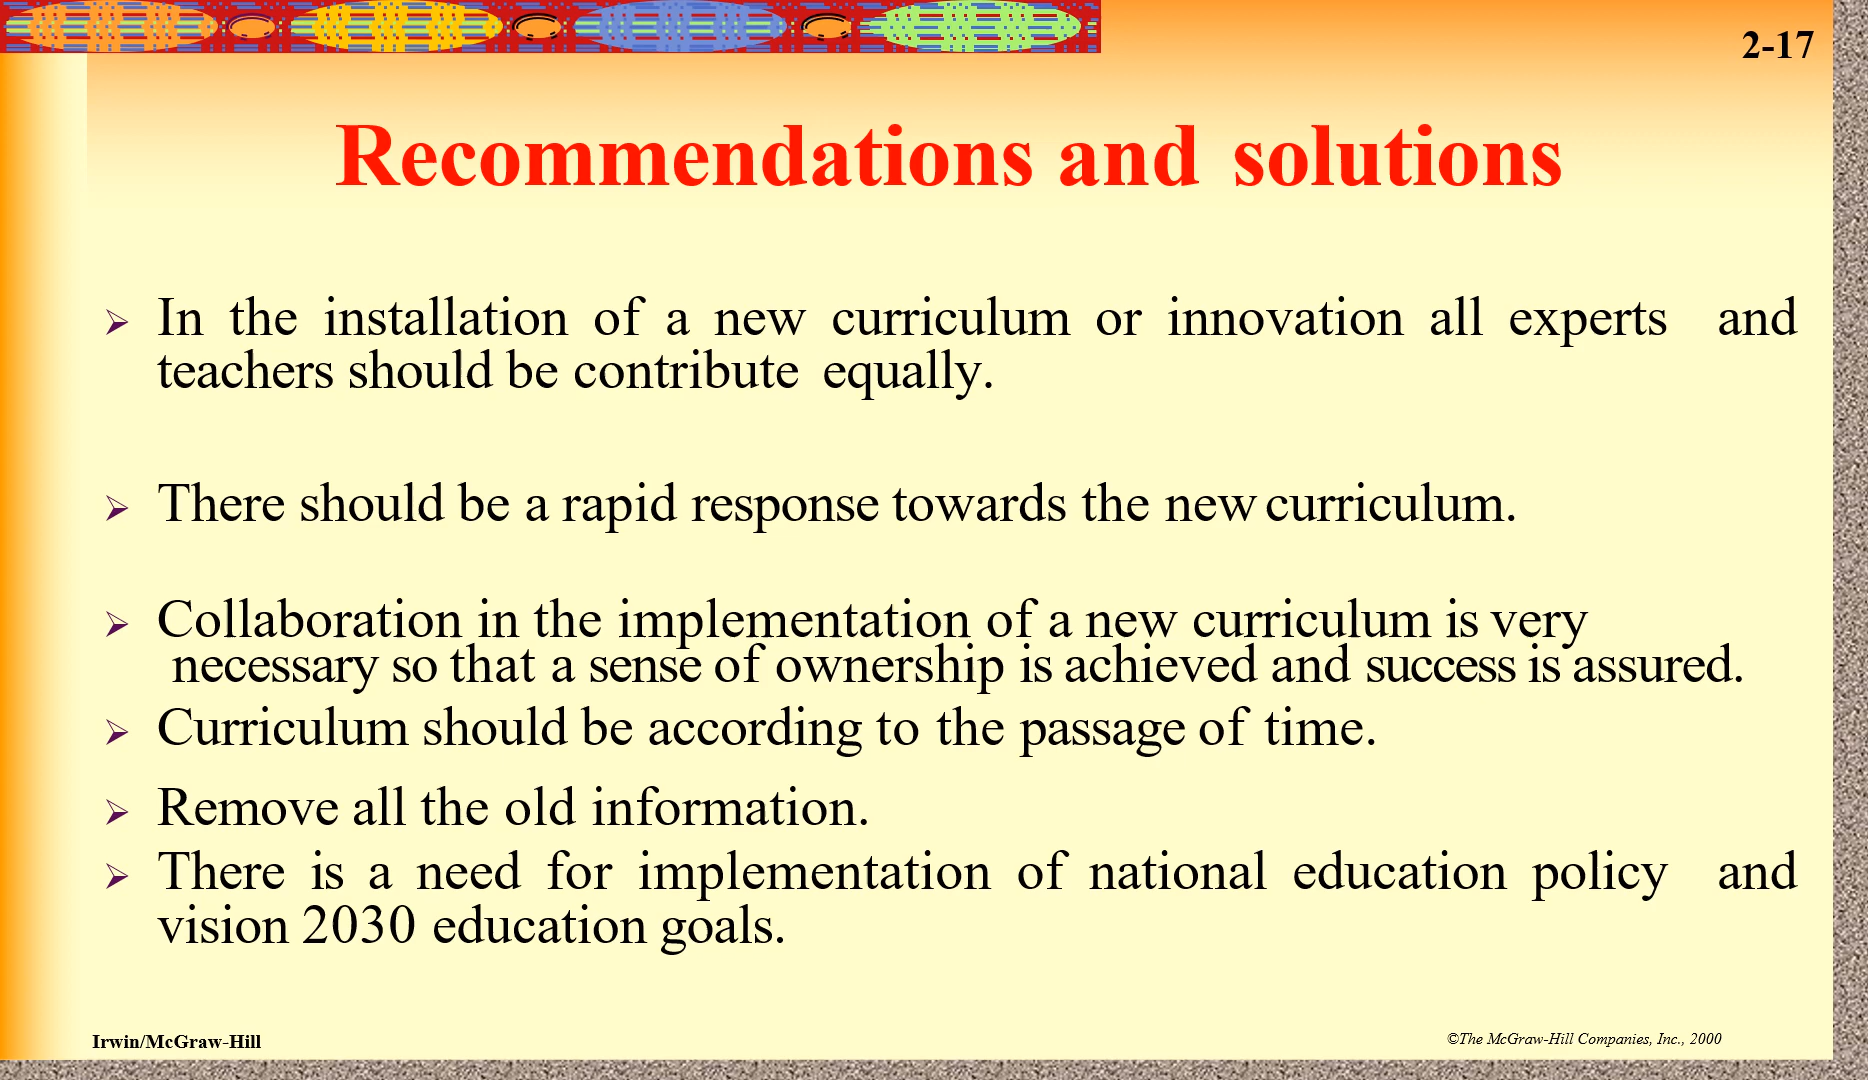 2-17
Recommendations and solutions
➢ In the installation of a new curriculum or innovation all experts and
teachers should be contribute equally.
➢ There should be a rapid response towards the new curriculum.
➢ Collaboration in the implementation of a new curriculum is very
necessary so that a sense of ownership is achieved and success is assured.
➢ Curriculum should be according to the passage of time.
➢ Remove all the old information.
➢ There is a need for implementation of national education policy and
vision 2030 education goals.
Irwin/McGraw-Hill
©The McGraw-Hill Companies, Inc., 2000